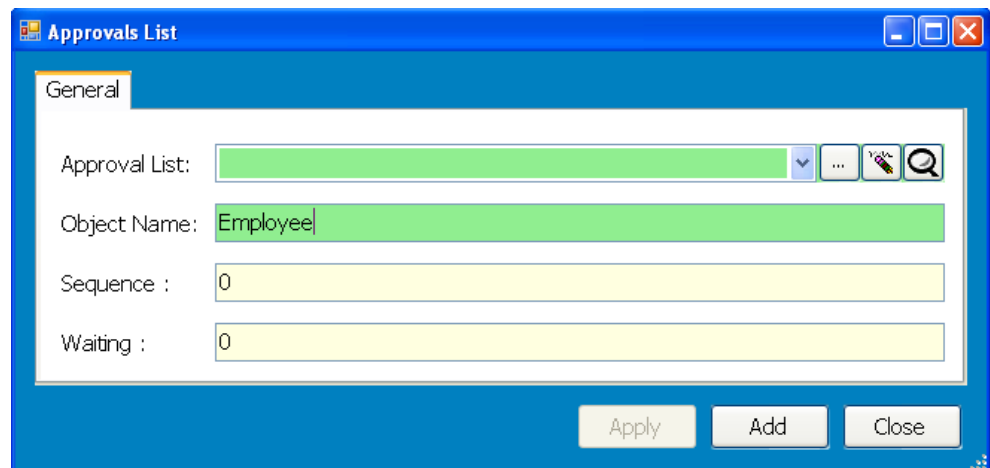 Approvals List
General
Approval List:
...
Object Name: Employee
Sequence : 0
Waiting : 0
Apply Add Close